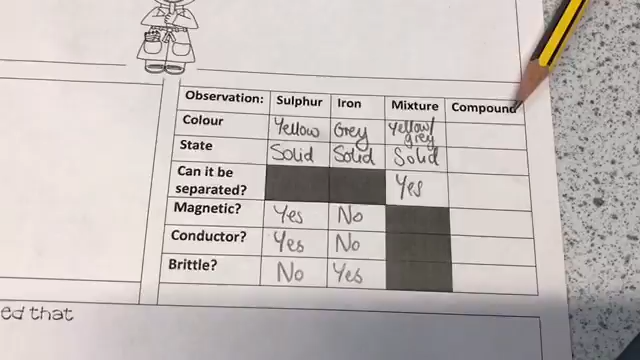 Observation: Sulphur Iron Mixture Compound
Colour Yellow Grey Yellow/grey
State Solid Solid Solid
Can it be separated? Yes
Magnetic? Yes No
Conductor? Yes No
Brittle? No Yes
ed that